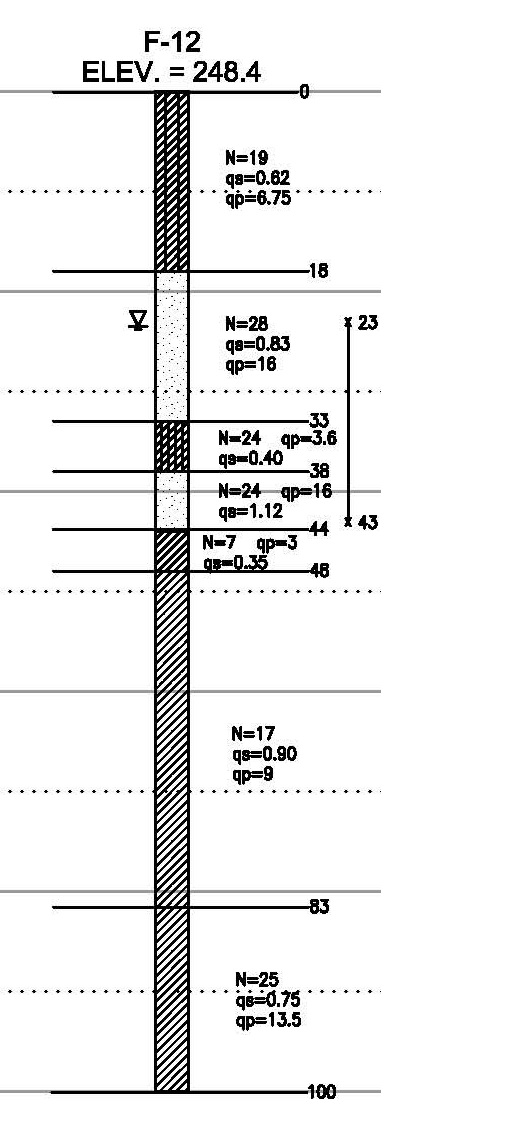 F-12
ELEV. = 248.4
0
N=19
qs=0.62
qp=6.75
18
N=28
qs=0.83
qp=16
23
33
N=24 qp=3.6
qs=0.40
38
N=24 qp=16
qs=1.12
43
44
N=7 qp=3
qs=0.35
48
N=17
qs=0.90
qp=9
83
N=25
qs=0.75
qp=13.5
100